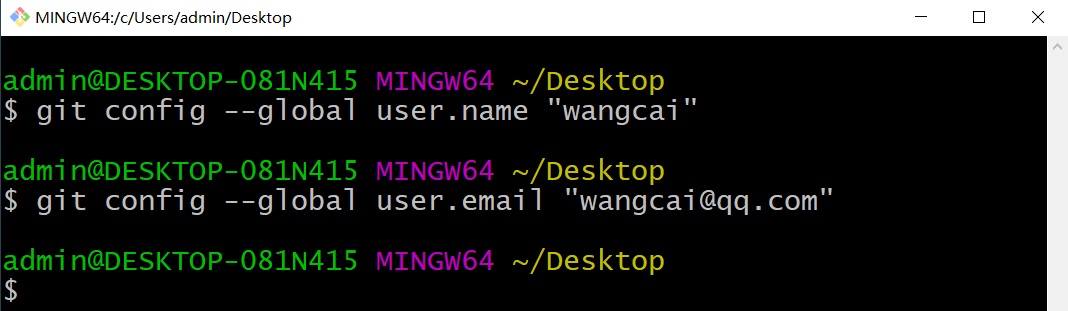 MINGW64:/c/Users/admin/Desktop
admin@DESKTOP-081N415 MINGW64 ~/Desktop
$ git config --global user.name "wangcai"
admin@DESKTOP-081N415 MINGW64 ~/Desktop
$ git config --global user.email "wangcai@qq.com"
admin@DESKTOP-081N415 MINGW64 ~/Desktop
$